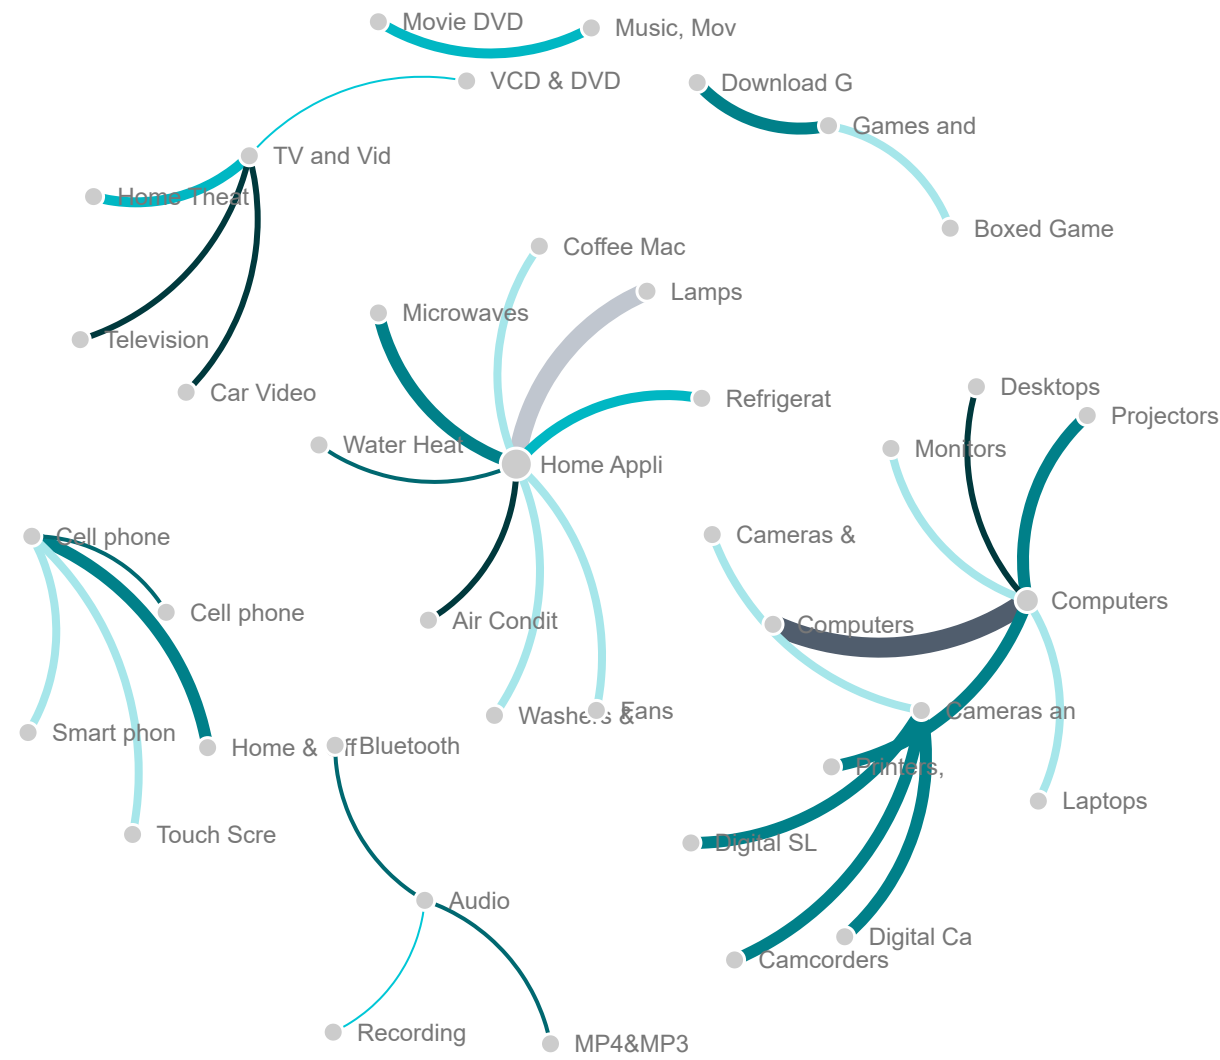 Movie DVD
Music, Mov
VCD & DVD
Download G
Games and
TV and Vid
Home Theat
Boxed Game
Coffee Mac
Lamps
Microwaves
Television
Car Video
Desktops
Refrigerat
Projectors
Water Heat
Monitors
Home Appli
Cell phone
Cameras &
Computers
Cell phone
Air Condit
Computers
Washers &
Fans
Cameras an
Smart phon
Home & ff
Bluetooth
Printers,
Laptops
Touch Scre
Digital SL
Audio
Digital Ca
Camcorders
Recording
MP4&MP3